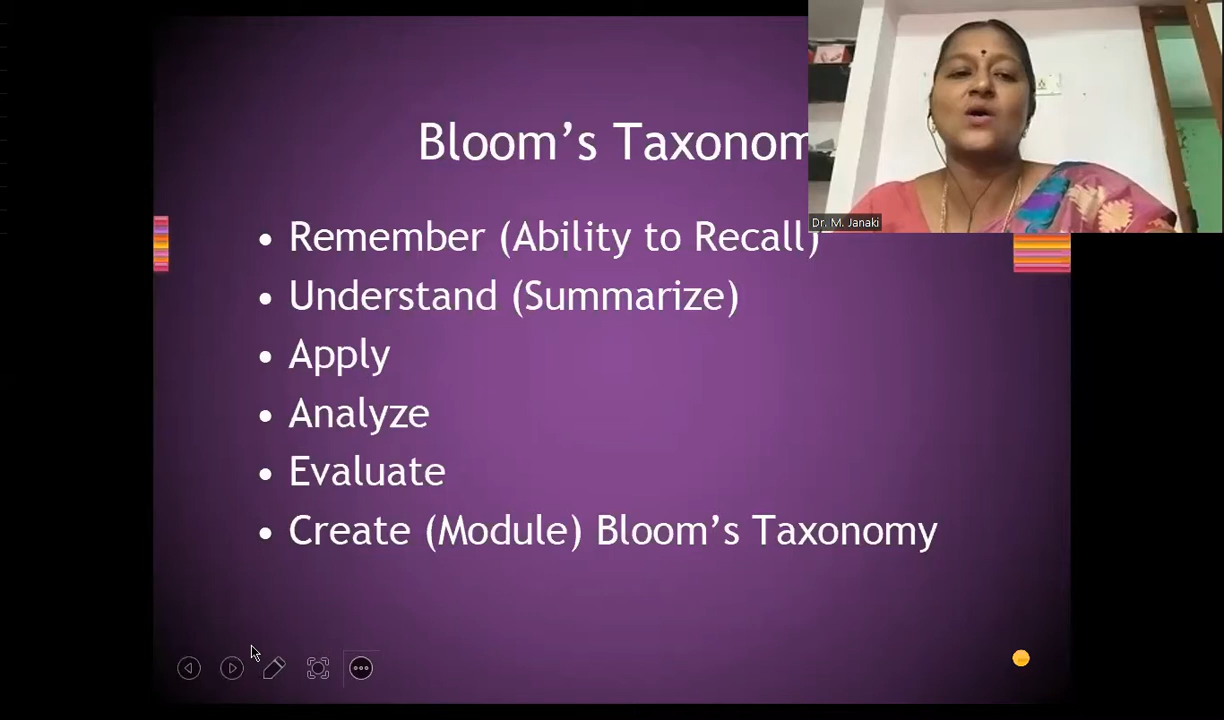 Bloom's Taxonom
Dr. M. Janaki
• Remember (Ability to Recall)
• Understand (Summarize)
• Apply
• Analyze
• Evaluate
• Create (Module) Bloom's Taxonomy